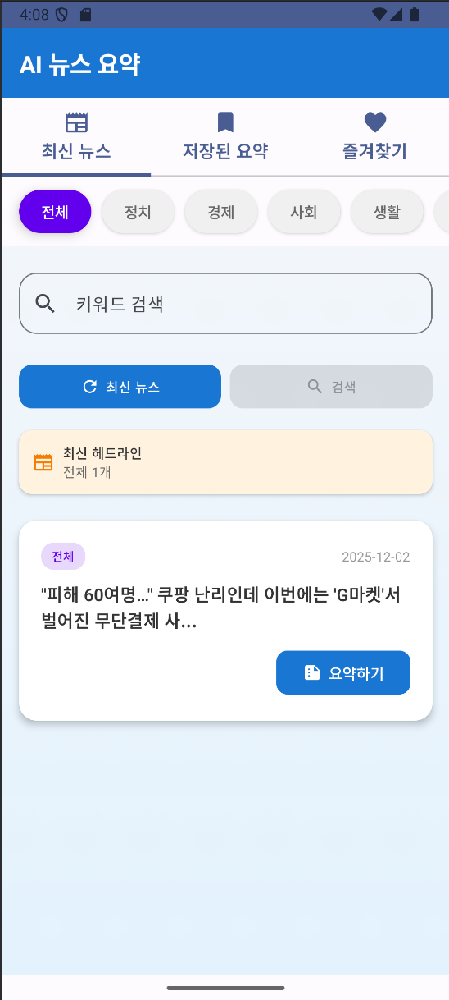 4:08
AI 뉴스 요약
최신 뉴스
저장된 요약
즐겨찾기
전체
정치
경제
사회
생활
키워드 검색
최신 뉴스
검색
최신 헤드라인
전체 1개
전체
2025-12-02
"피해 60여명…" 쿠팡 난리인데 이번에는 'G마켓'서
벌어진 무단결제 사...
요약하기